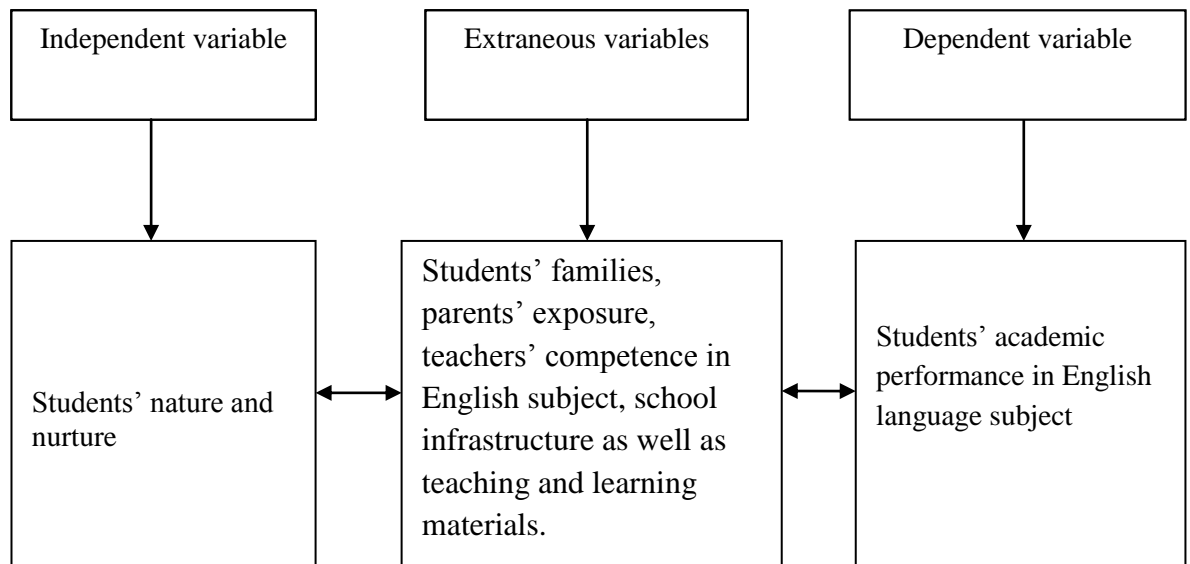 Independent variable
Extraneous variables
Dependent variable
Students’ nature and
nurture
Students’ families,
parents’ exposure,
teachers’ competence in
English subject, school
infrastructure as well as
teaching and learning
materials.
Students’ academic
performance in English
language subject